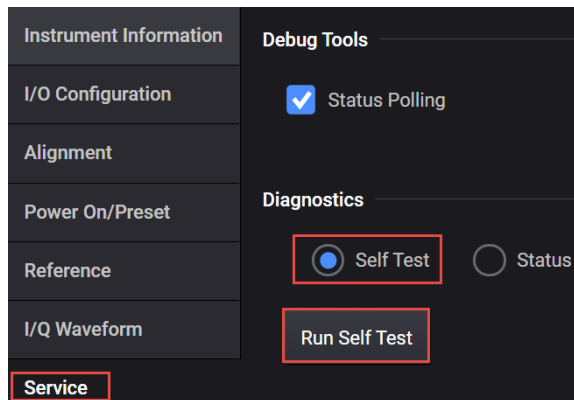 Instrument Information
I/O Configuration
Alignment
Power On/Preset
Reference
I/Q Waveform
Service
Debug Tools
Status Polling
Diagnostics
Self Test
Status
Run Self Test